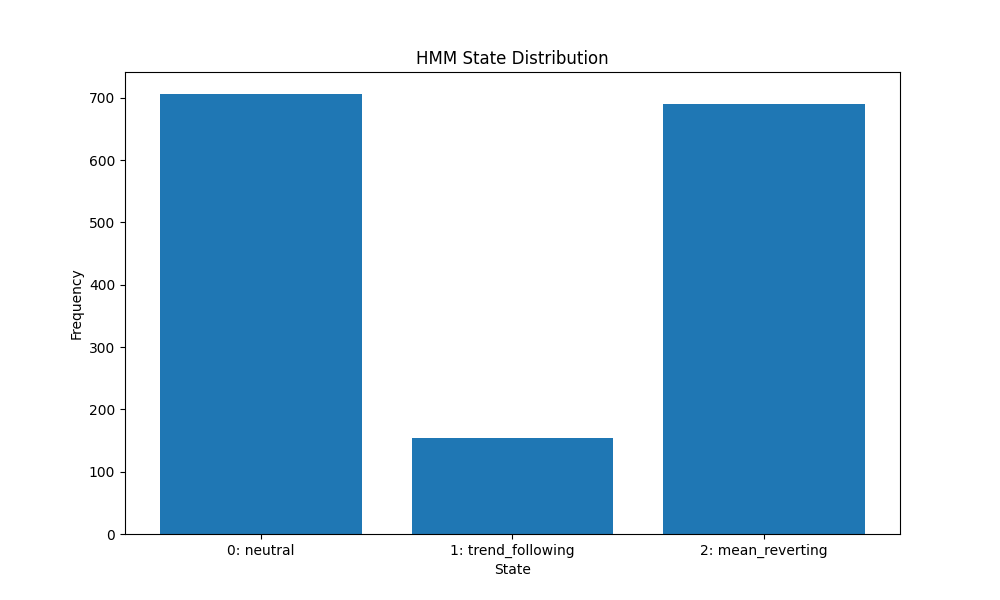 HMM State Distribution
700
600
500
400
300
200
100
0
Frequency
0: neutral
1: trend_following
2: mean_reverting
State